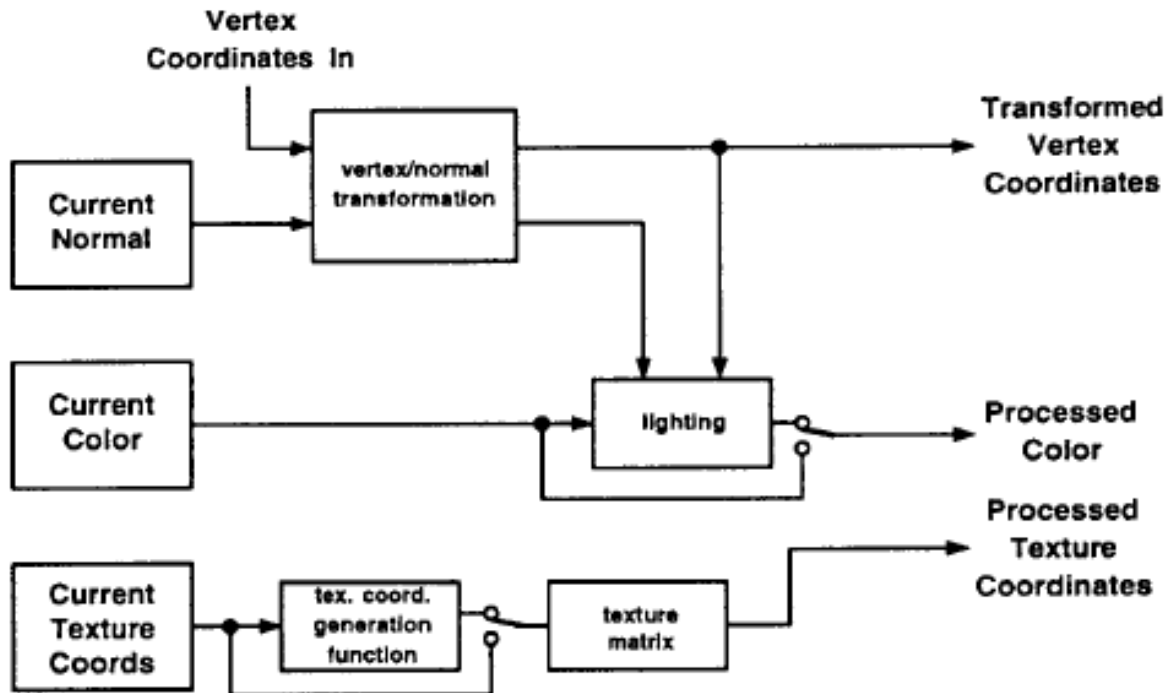 Vertex
Coordinates In
Transformed
Vertex
Coordinates
vertex/normal
transformation
Current
Normal
Current
Color
lighting
Processed
Color
Processed
Texture
Coordinates
Current
Texture
Coords
tex. coord.
generation
function
texture
matrix